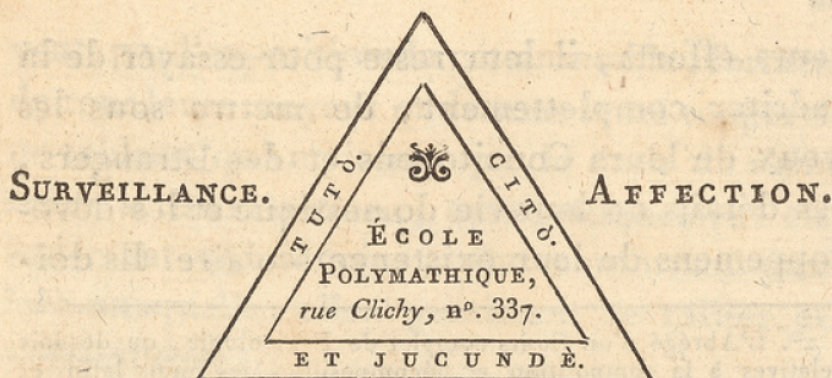 SURVEILLANCE.
AFFECTION.
TUTÒ.
CITÒ.
ÉCOLE
POLYMATHIQUE,
rue Clichy, nº. 337.
ET JUCUNDÈ.